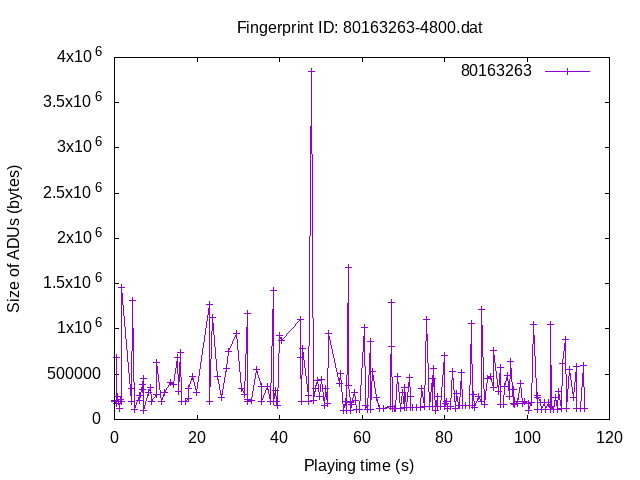 Fingerprint ID: 80163263-4800.dat
4x10^6
3.5x10^6
3x10^6
2.5x10^6
2x10^6
1.5x10^6
1x10^6
500000
0
80163263
Size of ADUs (bytes)
0 20 40 60 80 100 120
Playing time (s)